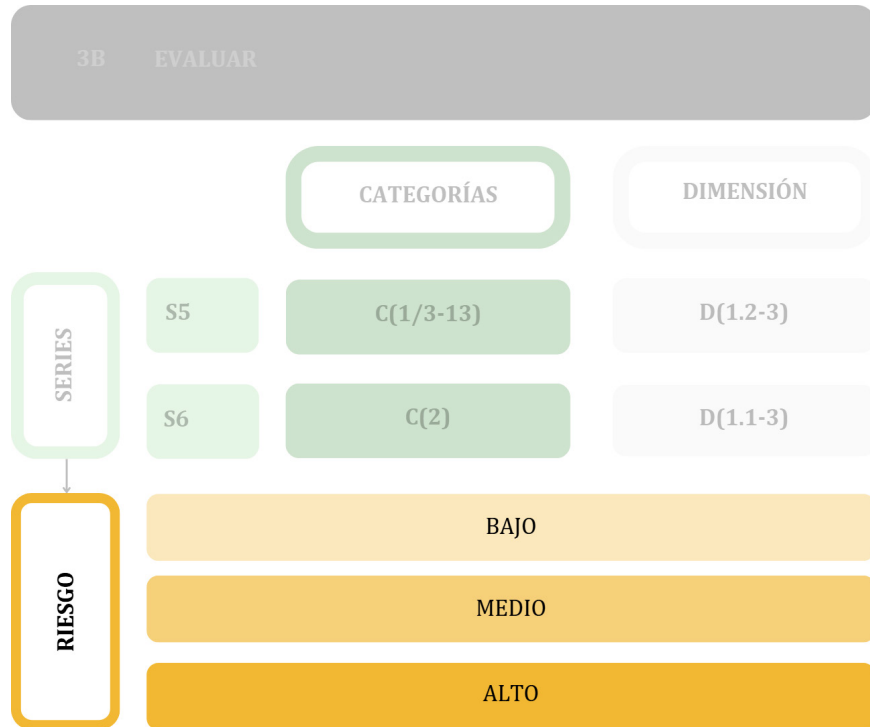 3B EVALUAR
CATEGORÍAS DIMENSIÓN
SERIES
S5 C(1/3-13) D(1.2-3)
S6 C(2) D(1.1-3)
RIESGO
BAJO
MEDIO
ALTO